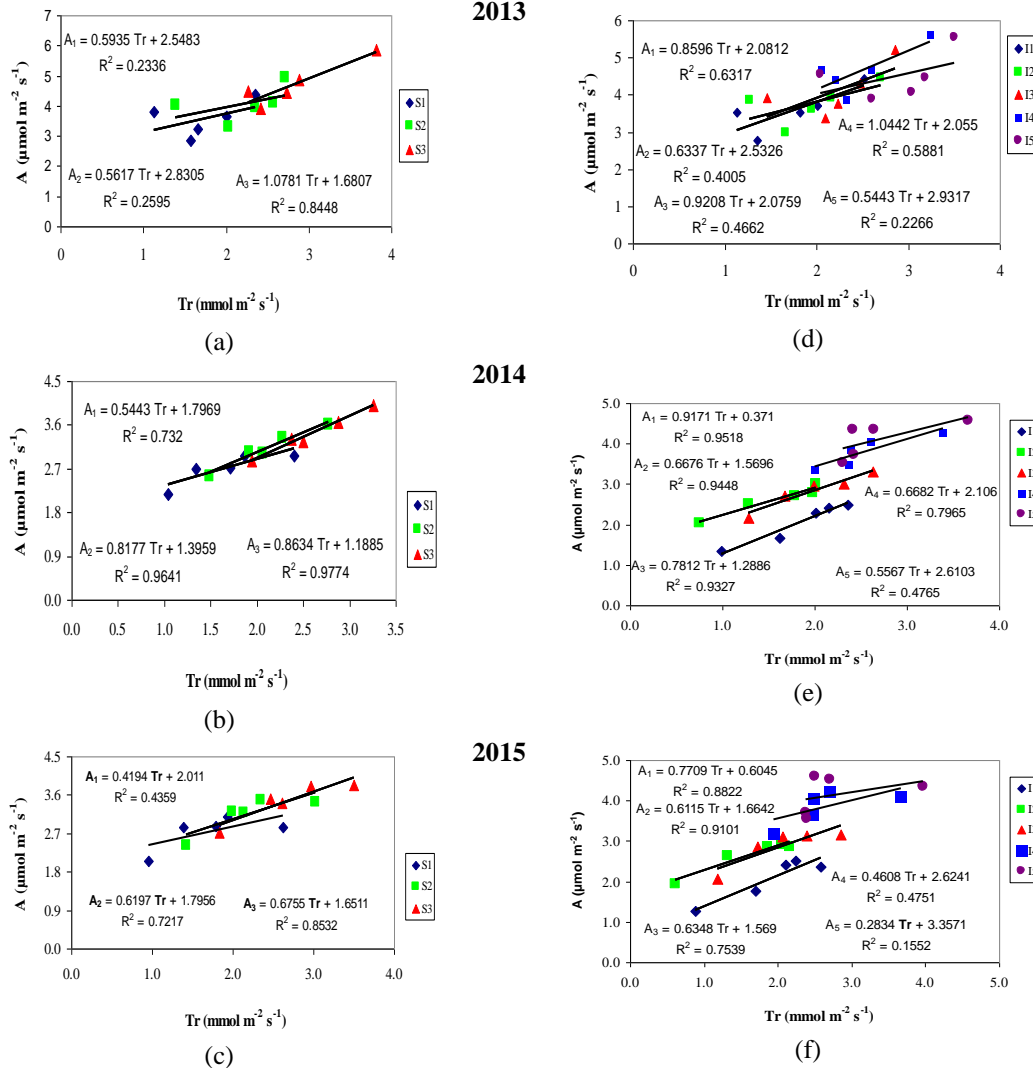 2013
A (µmol m-2 s-1)
7
6
5
4
3
2
1
0
A1 = 0.5935 Tr + 2.5483
R2 = 0.2336
A2 = 0.5617 Tr + 2.8305
R2 = 0.2595
A3 = 1.0781 Tr + 1.6807
R2 = 0.8448
S1
S2
S3
0 1 2 3 4
Tr (mmol m-2 s-1)
(a)
A (µmol m-2 s-1)
6
5
4
3
2
1
0
A1 = 0.8596 Tr + 2.0812
R2 = 0.6317
A4 = 1.0442 Tr + 2.055
R2 = 0.5881
A2 = 0.6337 Tr + 2.5326
R2 = 0.4005
A3 = 0.9208 Tr + 2.0759
R2 = 0.4662
A5 = 0.5443 Tr + 2.9317
R2 = 0.2266
I1
I2
I3
I4
I5
0 1 2 3 4
Tr (mmol m-2 s-1)
(d)
2014
A (µmol m-2 s-1)
4.5
3.6
2.7
1.8
0.9
0.0
A1 = 0.5443 Tr + 1.7969
R2 = 0.732
A2 = 0.8177 Tr + 1.3959
R2 = 0.9641
A3 = 0.8634 Tr + 1.1885
R2 = 0.9774
S1
S2
S3
0.0 0.5 1.0 1.5 2.0 2.5 3.0 3.5
Tr (mmol m-2 s-1)
(b)
A (µmol m-2 s-1)
5.0
4.0
3.0
2.0
1.0
0.0
A1 = 0.9171 Tr + 0.371
R2 = 0.9518
A2 = 0.6676 Tr + 1.5696
R2 = 0.9448
A4 = 0.6682 Tr + 2.106
R2 = 0.7965
A3 = 0.7812 Tr + 1.2886
R2 = 0.9327
A5 = 0.5567 Tr + 2.6103
R2 = 0.4765
0.0 1.0 2.0 3.0 4.0
Tr (mmol m-2 s-1)
(e)
2015
A (µmol m-2 s-1)
4.5
3.6
2.7
1.8
0.9
0.0
A1 = 0.4194 Tr + 2.011
R2 = 0.4359
A2 = 0.6197 Tr + 1.7956
R2 = 0.7217
A3 = 0.6755 Tr + 1.6511
R2 = 0.8532
S1
S2
S3
0.0 1.0 2.0 3.0 4.0
Tr (mmol m-2 s-1)
(c)
A (µmol m-2 s-1)
5.0
4.0
3.0
2.0
1.0
0.0
A1 = 0.7709 Tr + 0.6045
R2 = 0.8822
A2 = 0.6115 Tr + 1.6642
R2 = 0.9101
A4 = 0.4608 Tr + 2.6241
R2 = 0.4751
A3 = 0.6348 Tr + 1.569
R2 = 0.7539
A5 = 0.2834 Tr + 3.3571
R2 = 0.1552
0.0 1.0 2.0 3.0 4.0 5.0
Tr (mmol m-2 s-1)
(f)